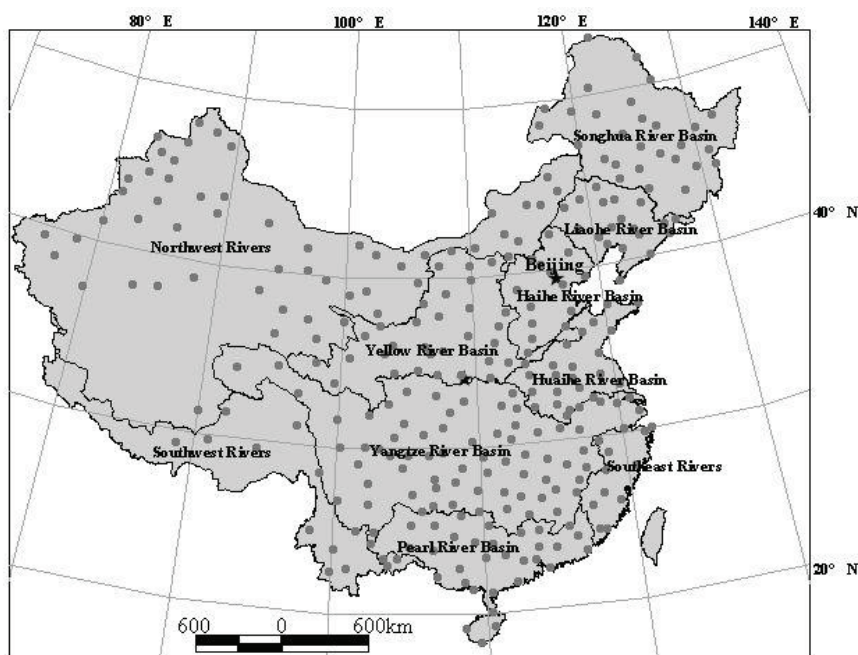 80° E
100° E
120° E
140° E
Songhua River Basin
40° N
Liaohe River Basin
Northwest Rivers
Beijing
Haihe River Basin
Yellow River Basin
Huaihe River Basin
Southwest Rivers
Yangtze River Basin
Southeast Rivers
Pearl River Basin
20° N
600 0 600km